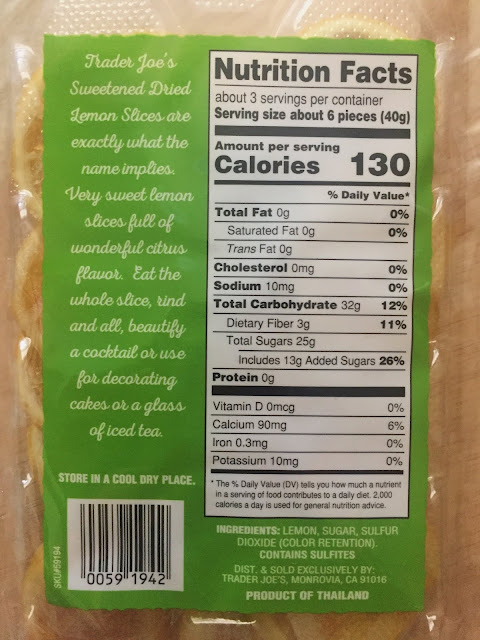 Trader Joe's
Sweetened Dried
Lemon Slices are
exactly what the
name implies.
Very sweet lemon
slices full of
wonderful citrus
flavor. Eat the
whole slice, rind
and all, beautify
a cocktail or use
for decorating
cakes or a glass
of iced tea.
STORE IN A COOL DRY PLACE.
SKU#59194
0059 1942
Nutrition Facts
about 3 servings per container
Serving size about 6 pieces (40g)
Amount per serving
Calories 130
% Daily Value*
Total Fat 0g 0%
Saturated Fat 0g 0%
Trans Fat 0g
Cholesterol 0mg 0%
Sodium 10mg 0%
Total Carbohydrate 32g 12%
Dietary Fiber 3g 11%
Total Sugars 25g
Includes 13g Added Sugars 26%
Protein 0g
Vitamin D 0mcg 0%
Calcium 90mg 6%
Iron 0.3mg 0%
Potassium 10mg 0%
* The % Daily Value (DV) tells you how much a nutrient
in a serving of food contributes to a daily diet. 2,000
calories a day is used for general nutrition advice.
INGREDIENTS: LEMON, SUGAR, SULFUR
DIOXIDE (COLOR RETENTION).
CONTAINS SULFITES
DIST. & SOLD EXCLUSIVELY BY:
TRADER JOE'S, MONROVIA, CA 91016
PRODUCT OF THAILAND